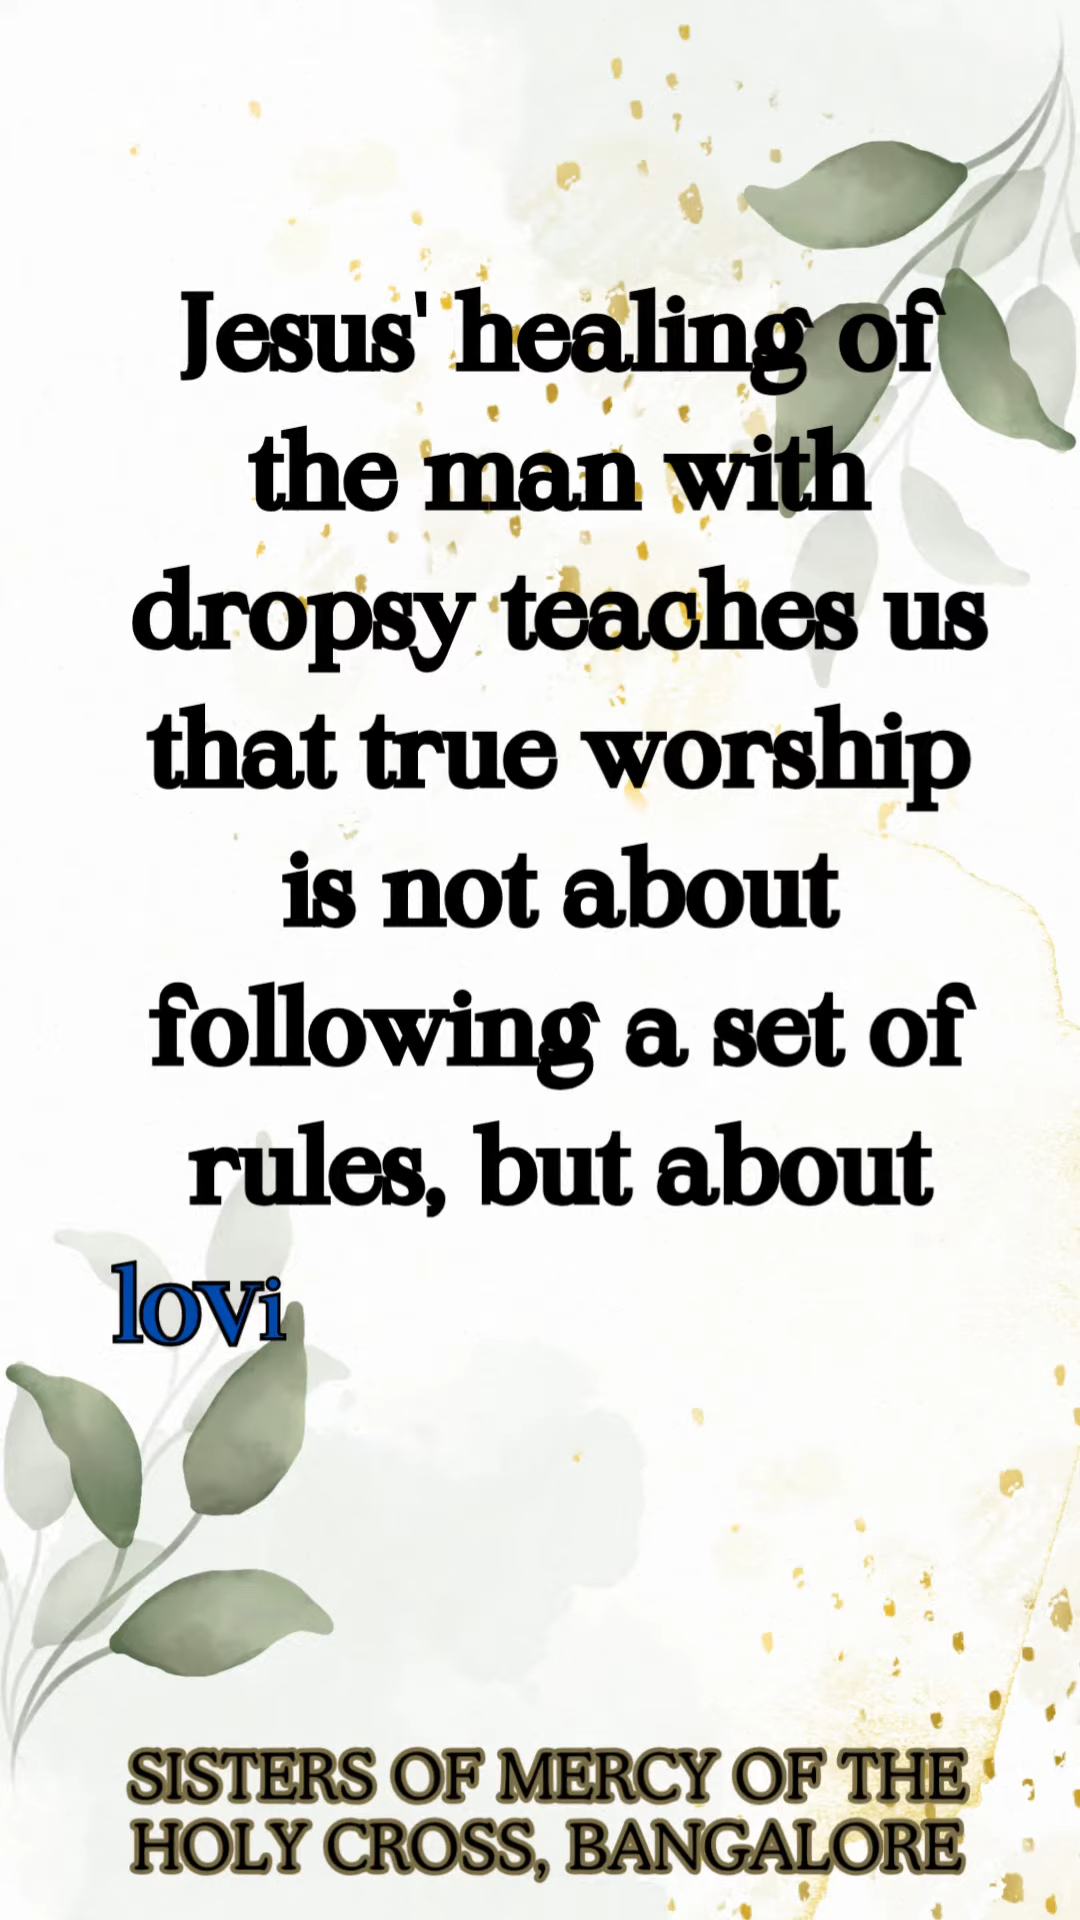 Jesus' healing of
the man with
dropsy teaches us
that true worship
is not about
following a set of
rules, but about
lovi
SISTERS OF MERCY OF THE
HOLY CROSS, BANGALORE